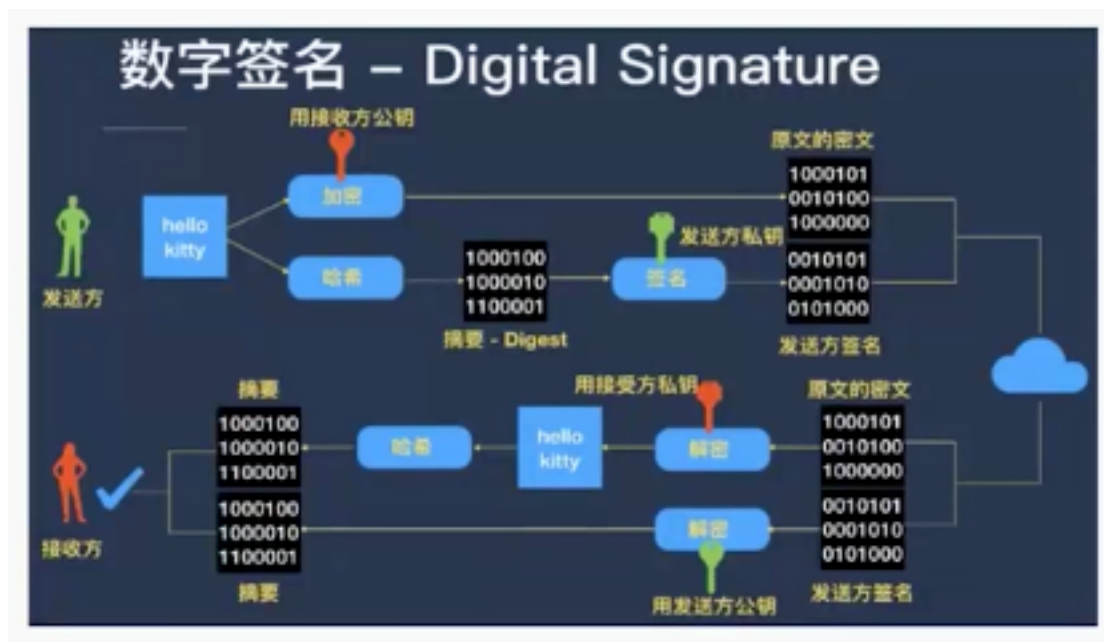 数字签名 – Digital Signature
用接收方公钥
加密
原文的密文
1000101
0010100
1000000
hello
kitty
发送方
哈希
1000100
1000010
1100001
摘要 - Digest
发送方私钥
签名
0010101
0001010
0101000
发送方签名
摘要
1000100
1000010
1100001
哈希
hello
kitty
用接受方私钥
解密
原文的密文
1000101
0010100
1000000
接收方
1000100
1000010
1100001
摘要
解密
用发送方公钥
0010101
0001010
0101000
发送方签名